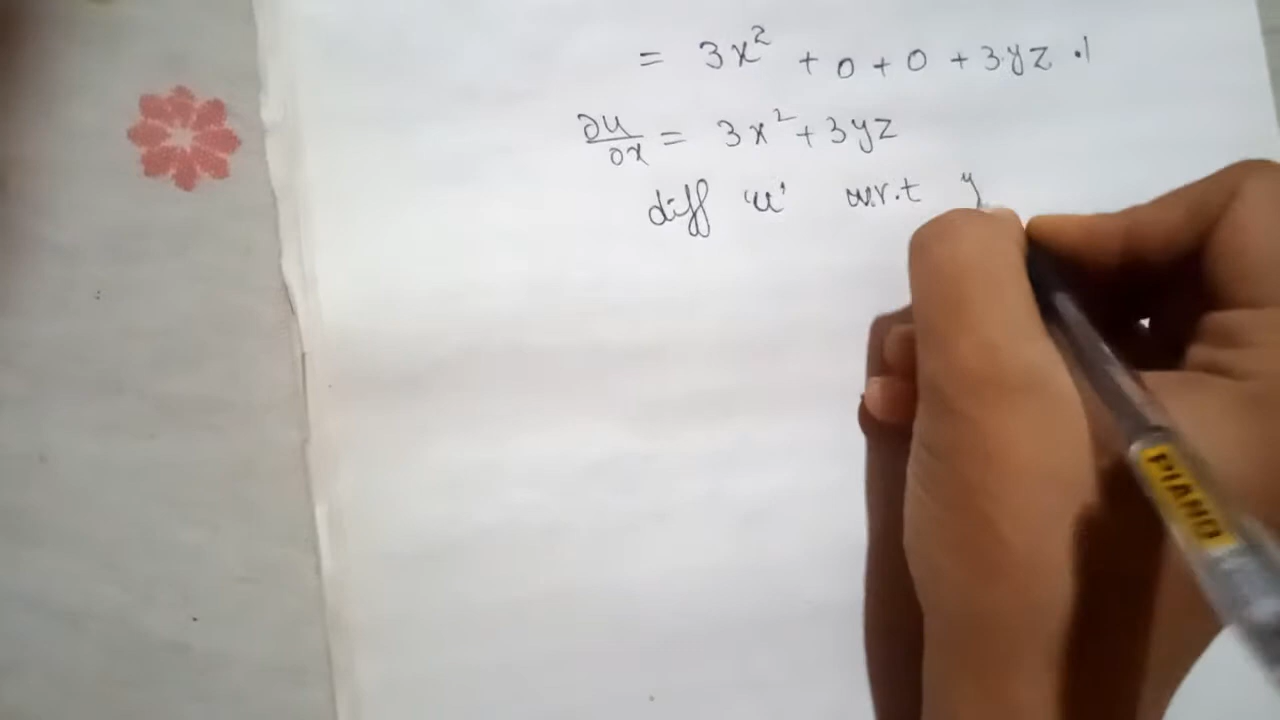 = 3x² + 0 + 0 + 3yz ·1
∂u/∂x = 3x² + 3yz
diff 'u' w.r.t y
PIANO